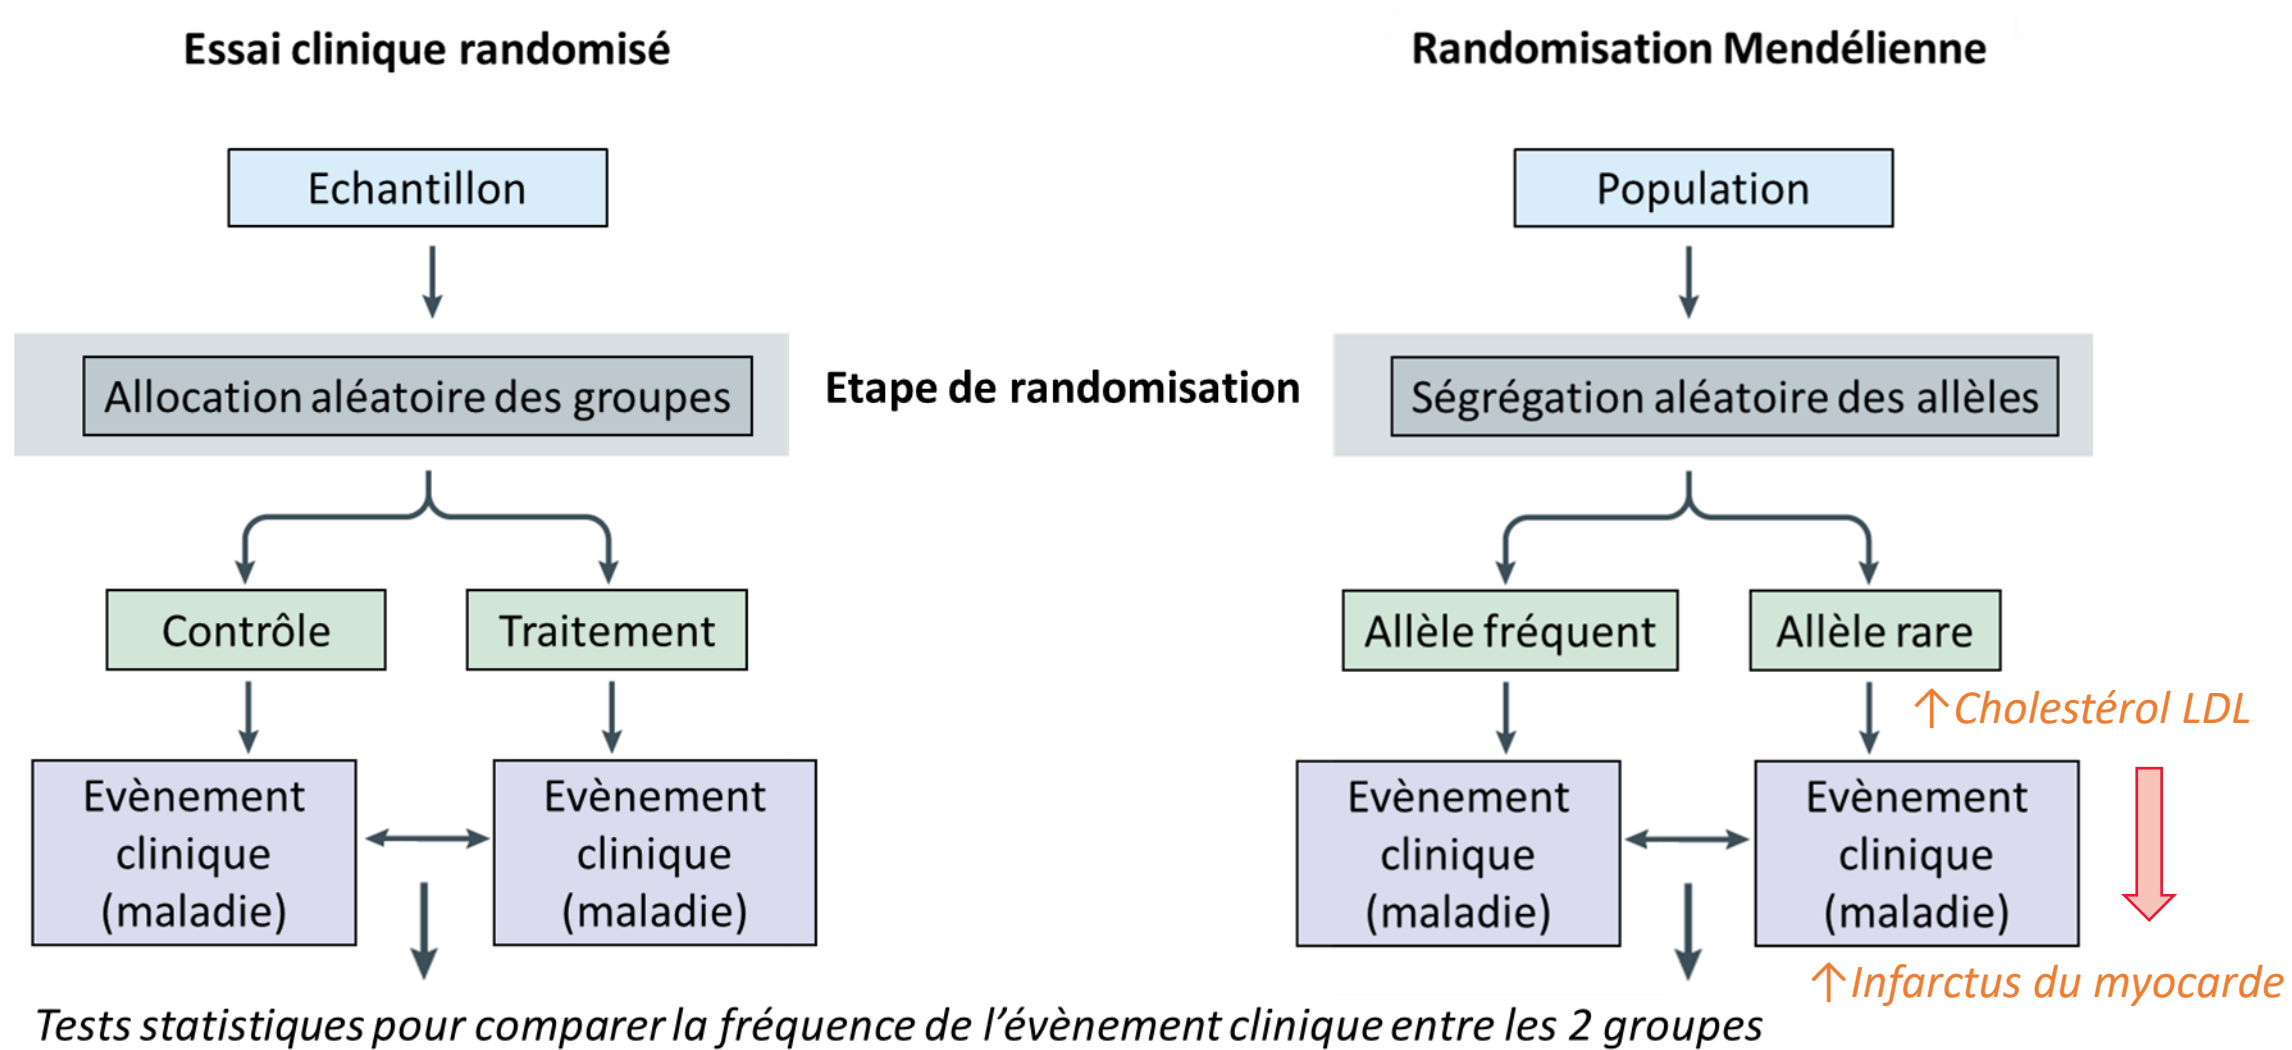 Essai clinique randomisé
Randomisation Mendélienne
Echantillon
Population
Allocation aléatoire des groupes
Etape de randomisation
Ségrégation aléatoire des allèles
Contrôle
Traitement
Allèle fréquent
Allèle rare
↑Cholestérol LDL
Evènement
clinique
(maladie)
Evènement
clinique
(maladie)
Evènement
clinique
(maladie)
Evènement
clinique
(maladie)
↑Infarctus du myocarde
Tests statistiques pour comparer la fréquence de l’évènement clinique entre les 2 groupes